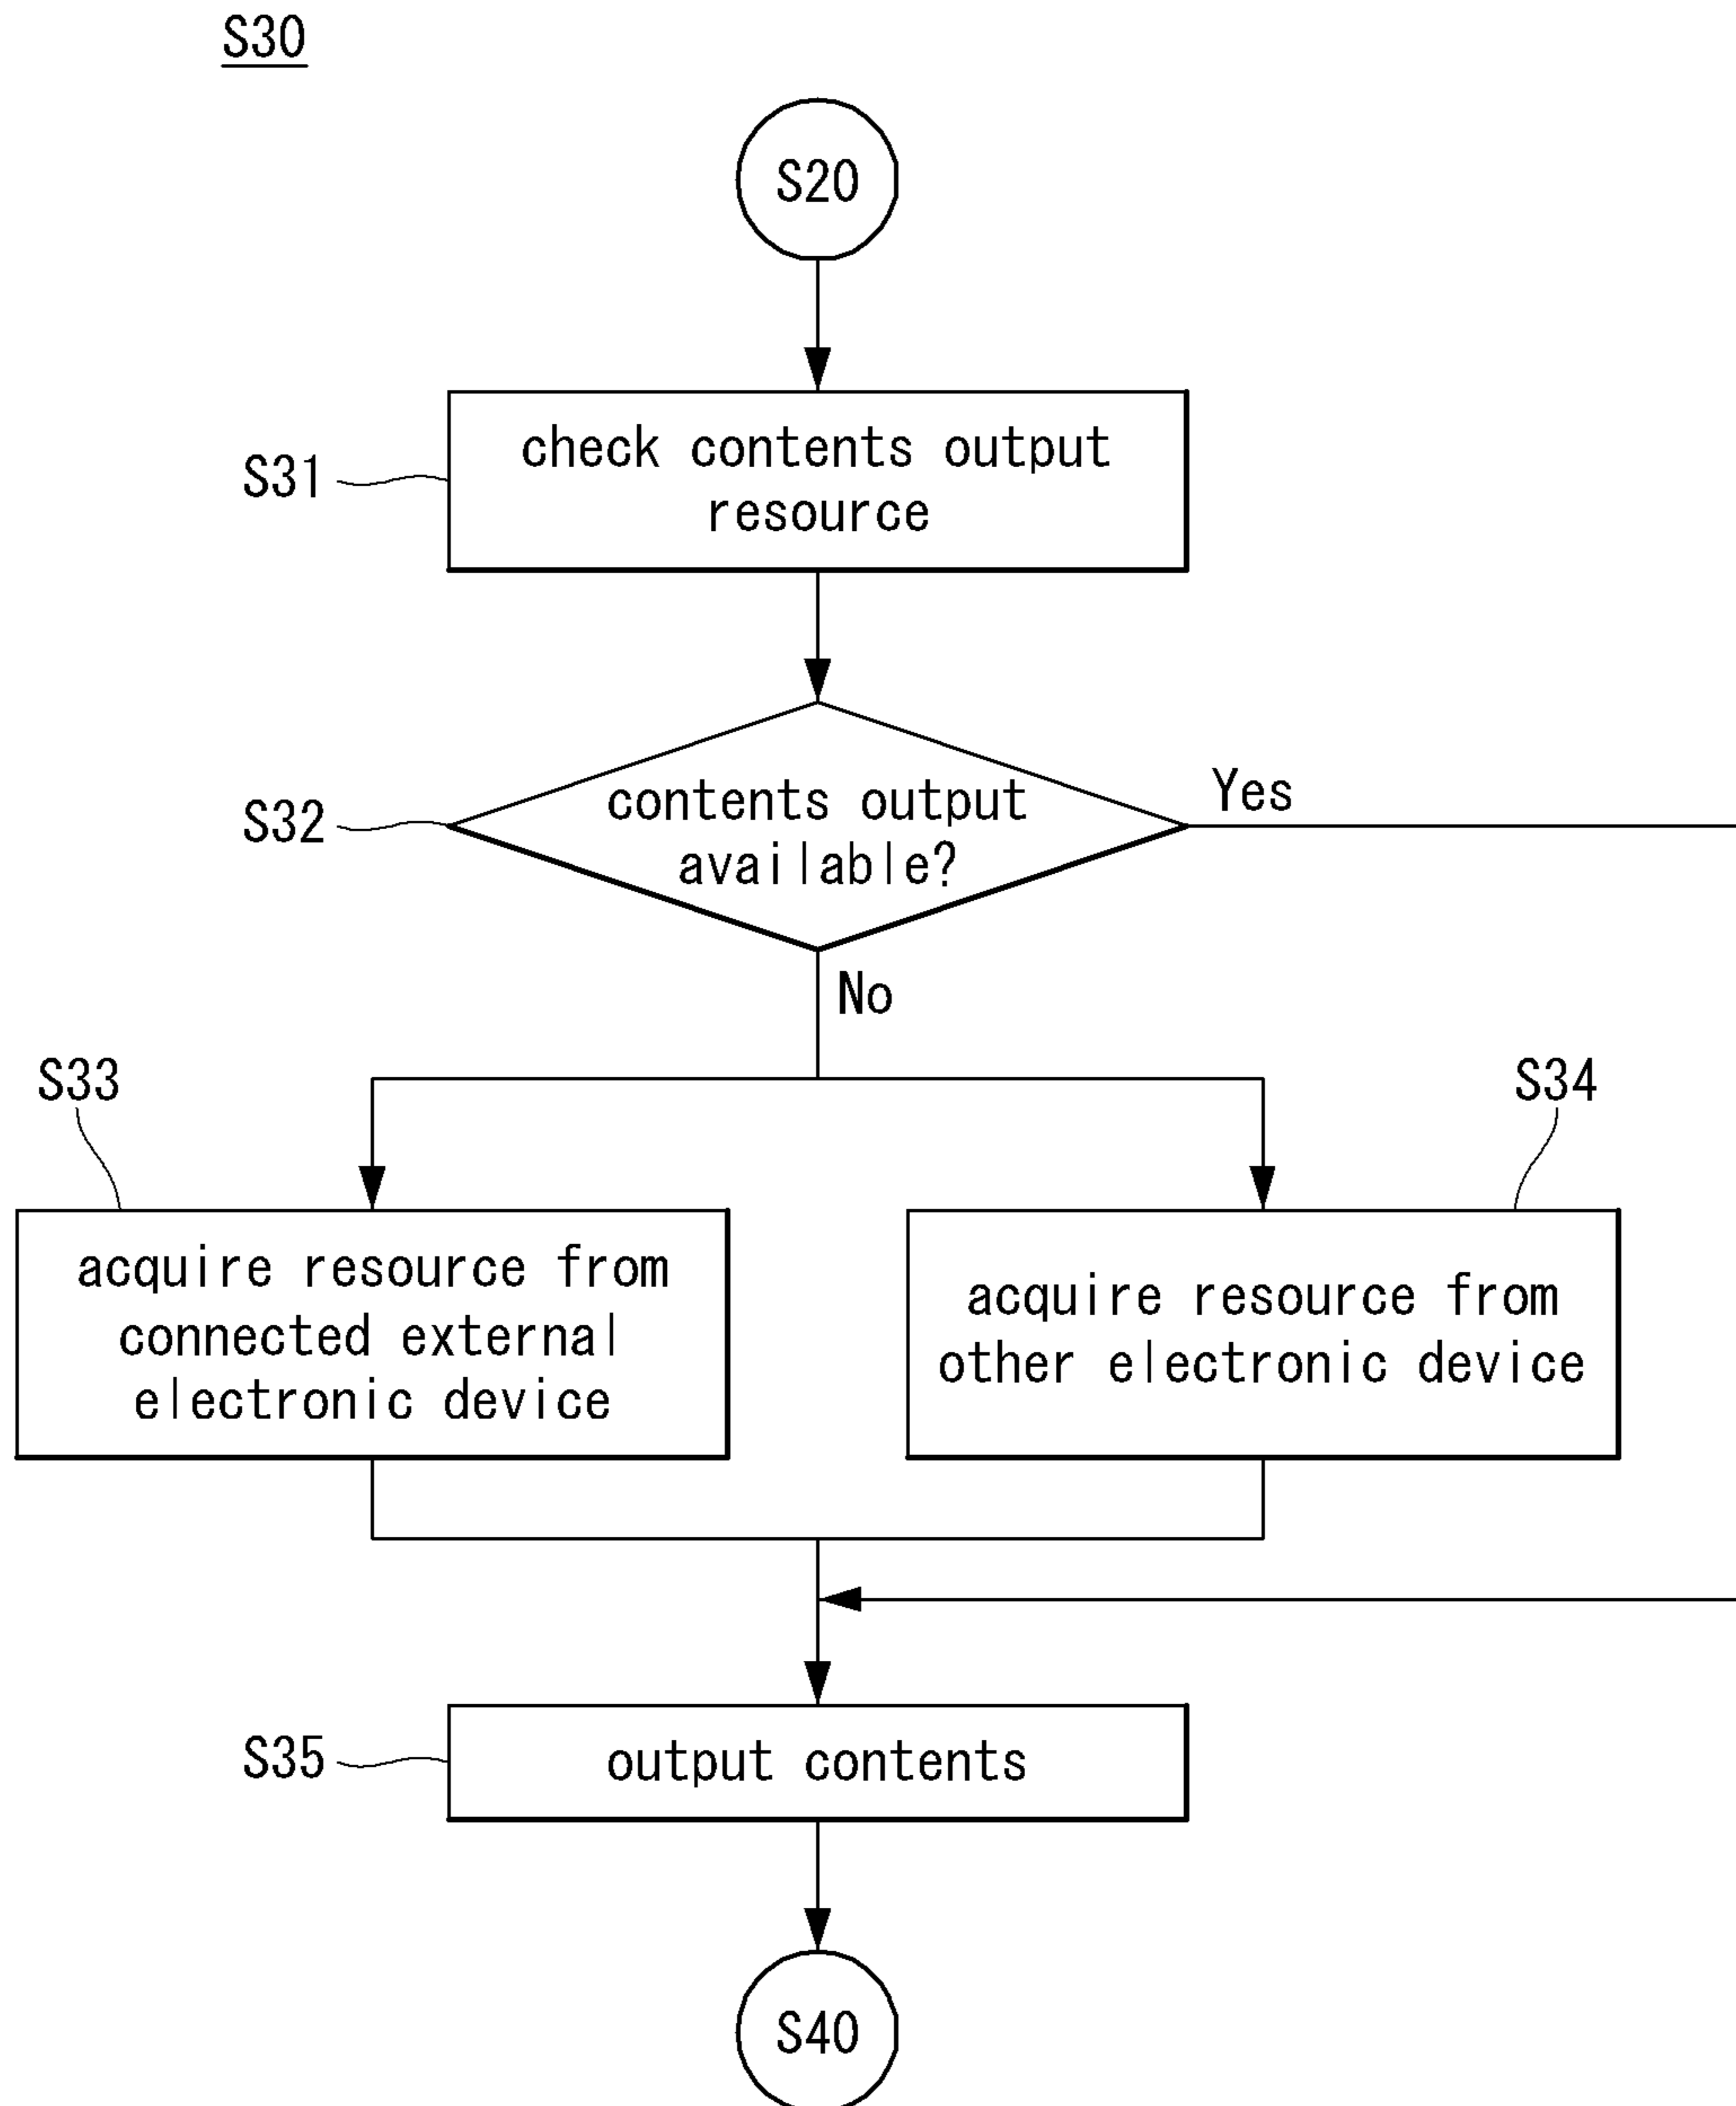 S30
S20
S31
check contents output
resource
S32
contents output
available?
Yes
No
S33
S34
acquire resource from
connected external
electronic device
acquire resource from
other electronic device
S35
output contents
S40